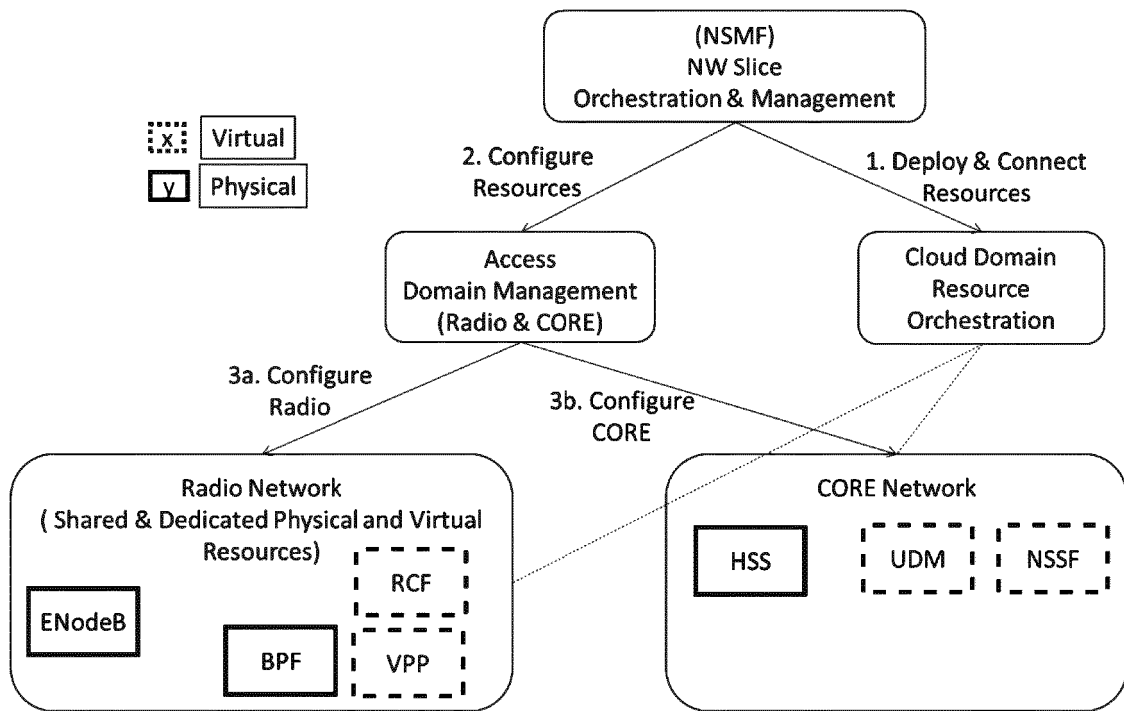 (NSMF)
NW Slice
Orchestration & Management
x Virtual
y Physical
2. Configure
Resources
1. Deploy & Connect
Resources
Access
Domain Management
(Radio & CORE)
Cloud Domain
Resource
Orchestration
3a. Configure
Radio
3b. Configure
CORE
Radio Network
( Shared & Dedicated Physical and Virtual
Resources)
ENodeB
BPF
RCF
VPP
CORE Network
HSS
UDM
NSSF